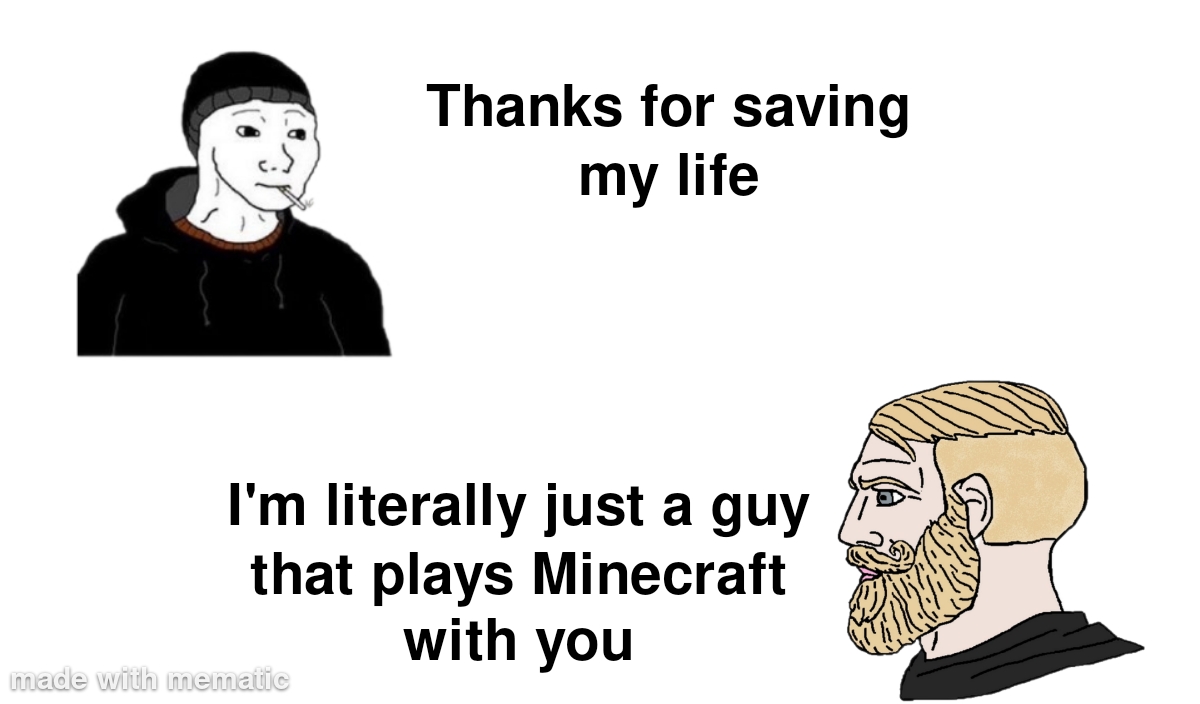 Thanks for saving
my life
I'm literally just a guy
that plays Minecraft
with you
made with mematic